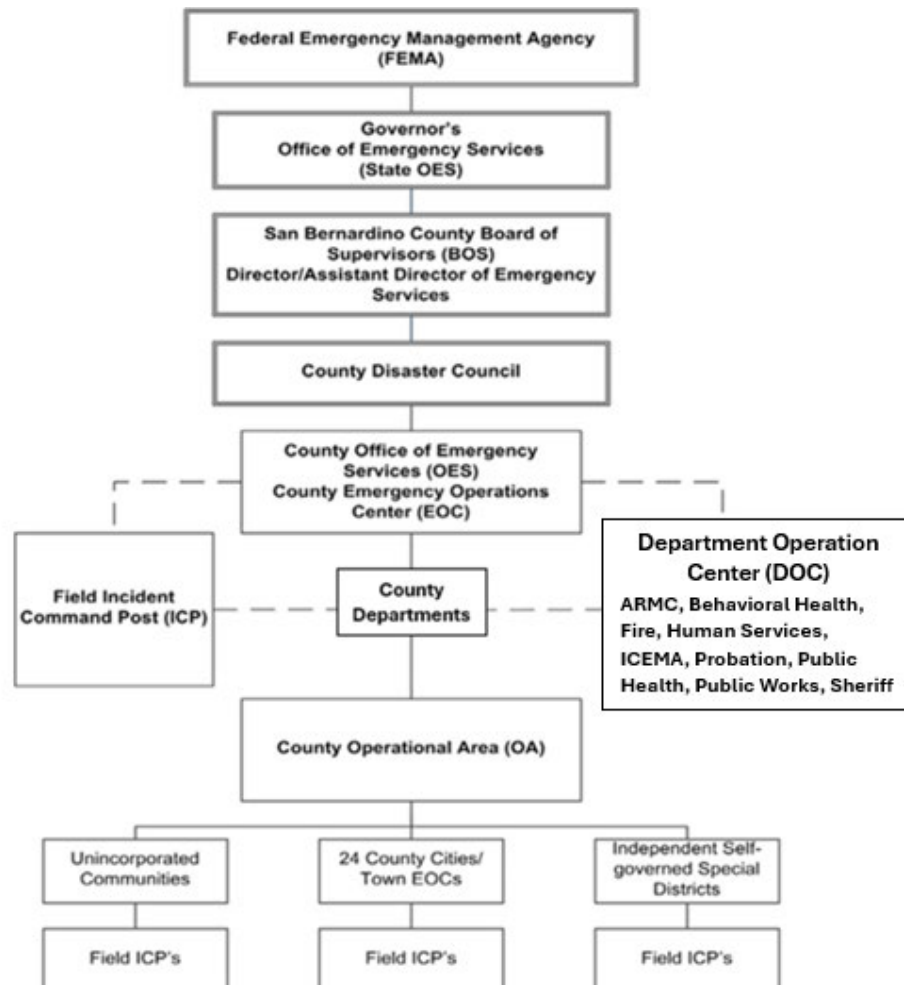 Federal Emergency Management Agency
(FEMA)
Governor's
Office of Emergency Services
(State OES)
San Bernardino County Board of
Supervisors (BOS)
Director/Assistant Director of Emergency
Services
County Disaster Council
County Office of Emergency
Services (OES)
County Emergency Operations
Center (EOC)
Field Incident
Command Post (ICP)
County
Departments
Department Operation
Center (DOC)
ARMC, Behavioral Health,
Fire, Human Services,
ICEMA, Probation, Public
Health, Public Works, Sheriff
County Operational Area (OA)
Unincorporated
Communities
24 County Cities/
Town EOCs
Independent Self-
governed Special
Districts
Field ICP's
Field ICP's
Field ICP's